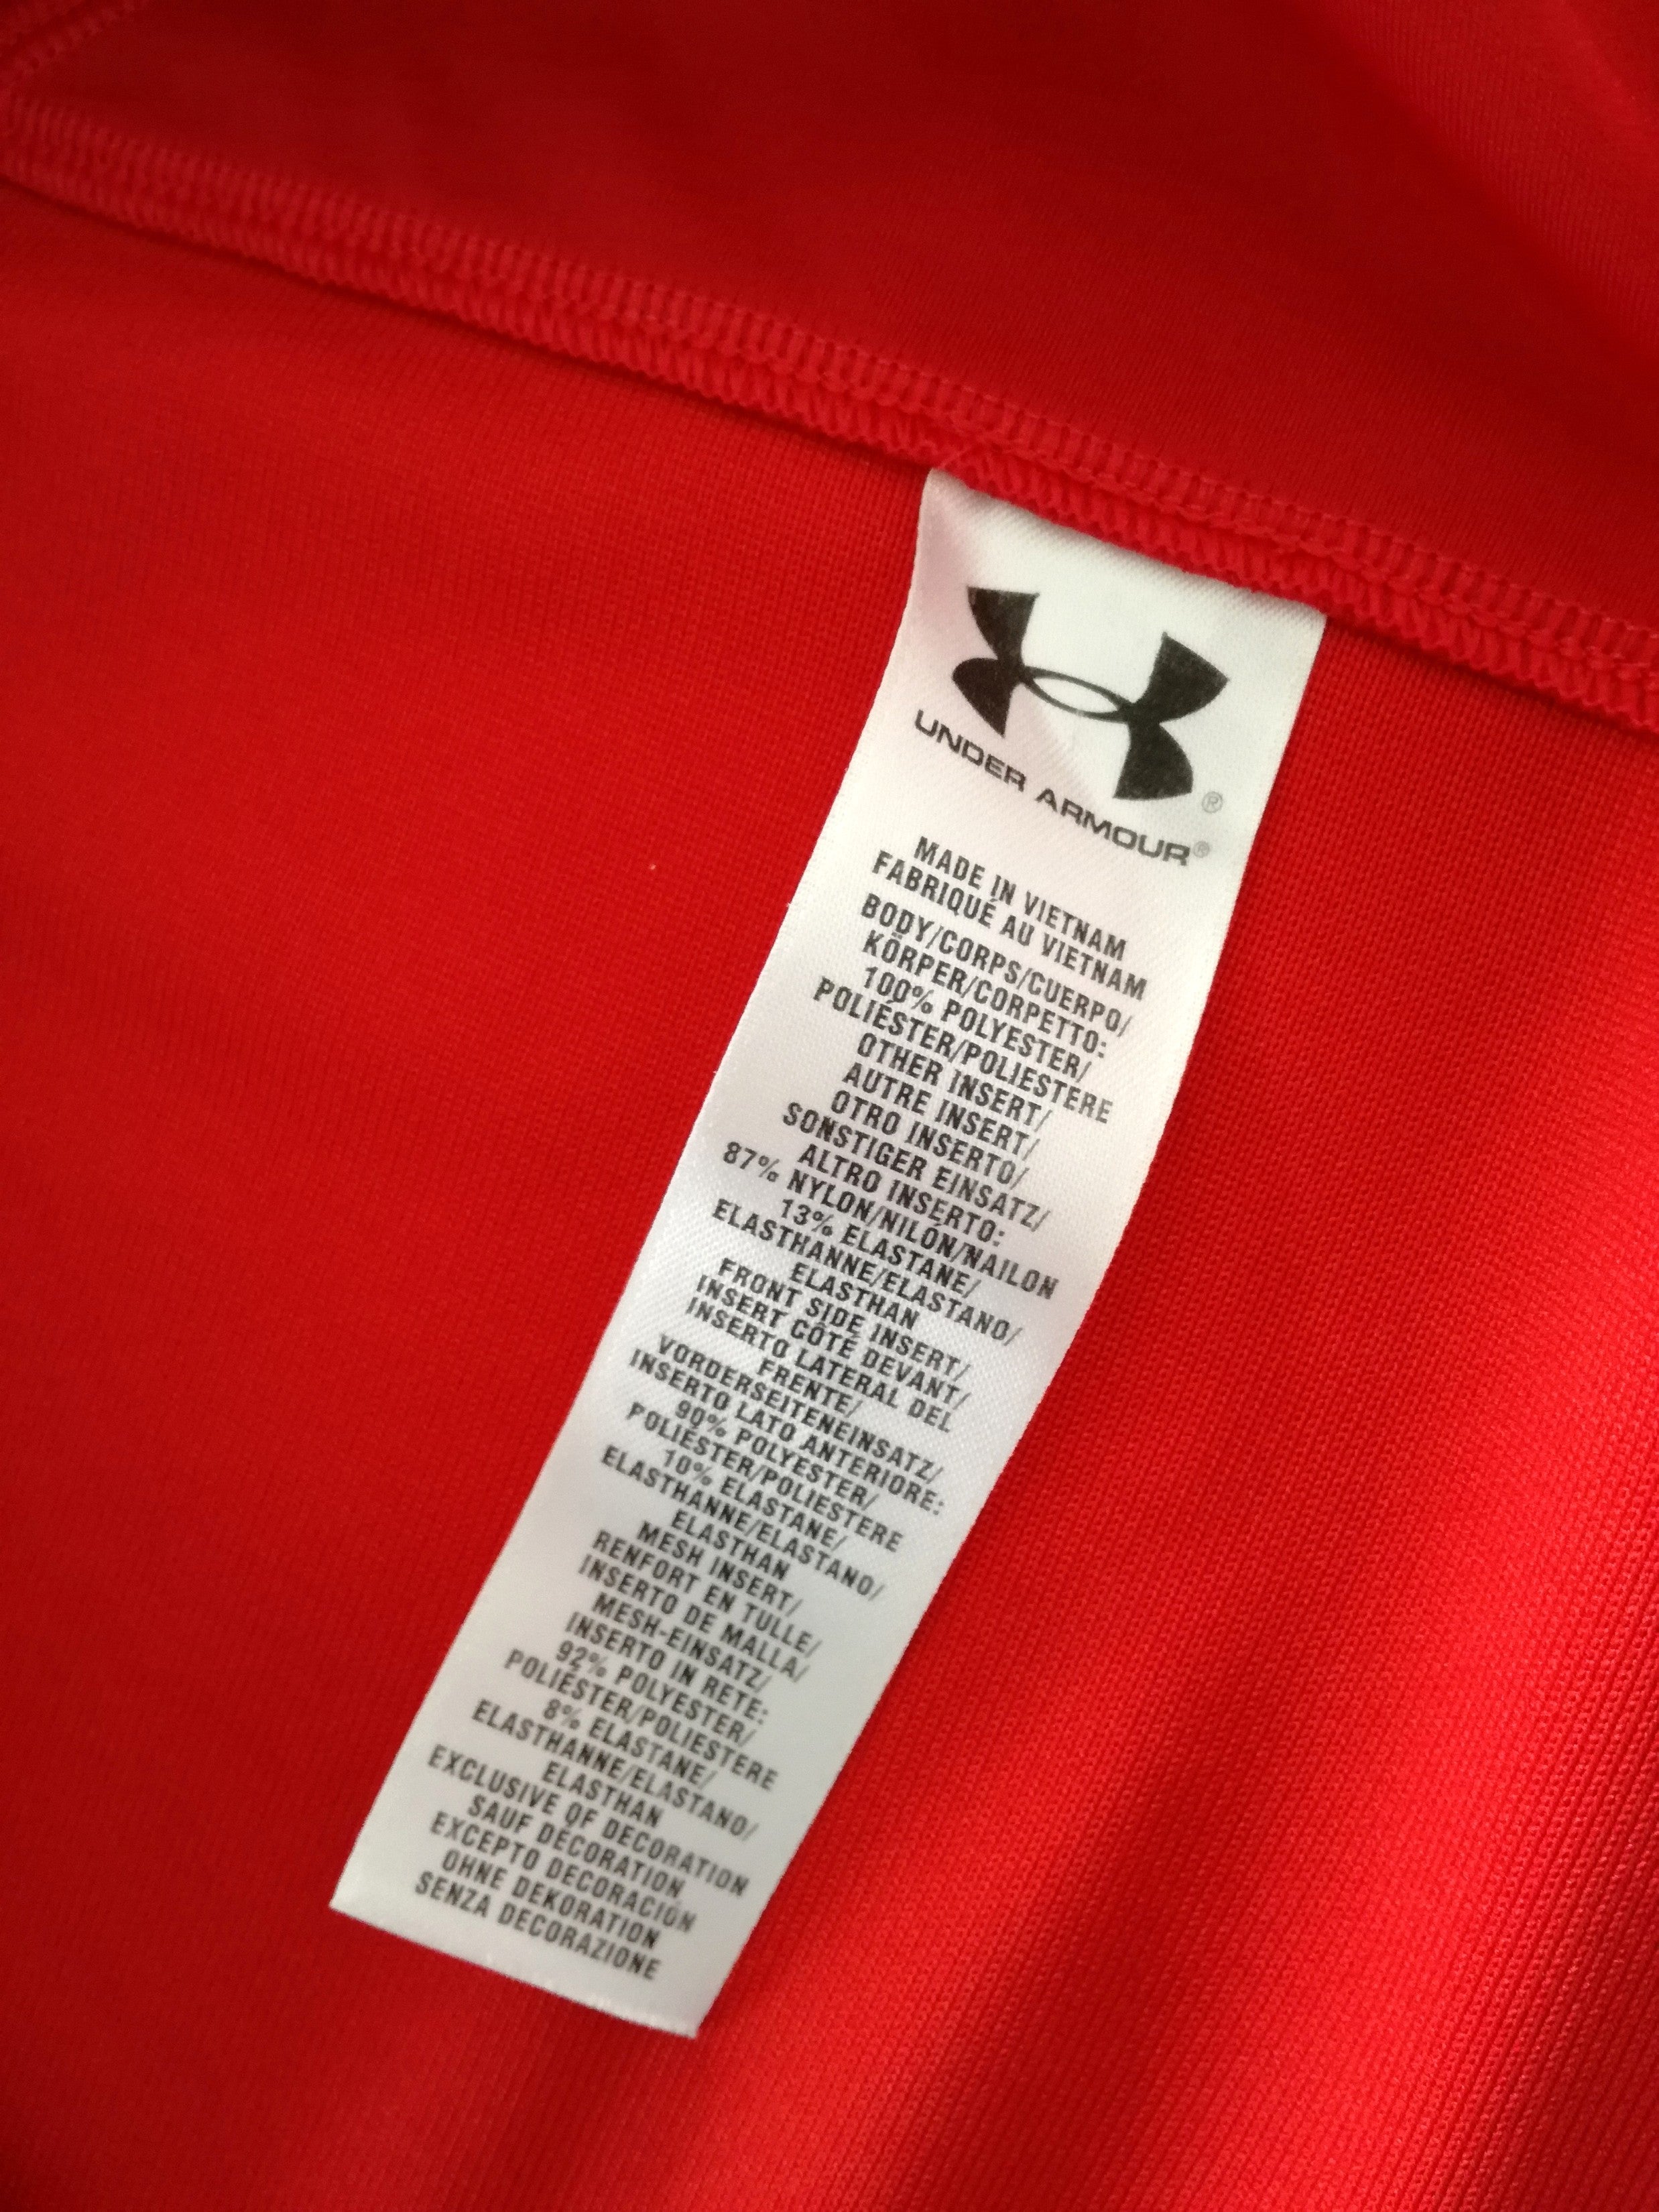 UNDER ARMOUR®
MADE IN VIETNAM
FABRIQUÉ AU VIETNAM
BODY/CORPS/CUERPO/
KÖRPER/CORPETTO:
100% POLYESTER/
POLIÉSTER/POLIESTERE
OTHER INSERT/
AUTRE INSERT/
OTRO INSERTO/
SONSTIGER EINSATZ/
ALTRO INSERTO:
87% NYLON/NILÓN/NAILON
13% ELASTANE/
ELASTHANNE/ELASTANO/
ELASTHAN
FRONT SIDE INSERT/
INSERT CÔTÉ DEVANT/
INSERTO LATERAL DEL
FRENTE/
VORDERSEITENEINSATZ/
INSERTO LATO ANTERIORE:
90% POLYESTER/
POLIÉSTER/POLIESTERE
10% ELASTANE/
ELASTHANNE/ELASTANO/
ELASTHAN
MESH INSERT/
RENFORT EN TULLE/
INSERTO DE MALLA/
MESH-EINSATZ/
INSERTO IN RETE:
92% POLYESTER/
POLIÉSTER/POLIESTERE
8% ELASTANE/
ELASTHANNE/ELASTANO/
ELASTHAN
EXCLUSIVE OF DECORATION
SAUF DÉCORATION
EXCEPTO DECORACIÓN
OHNE DEKORATION
SENZA DECORAZIONE